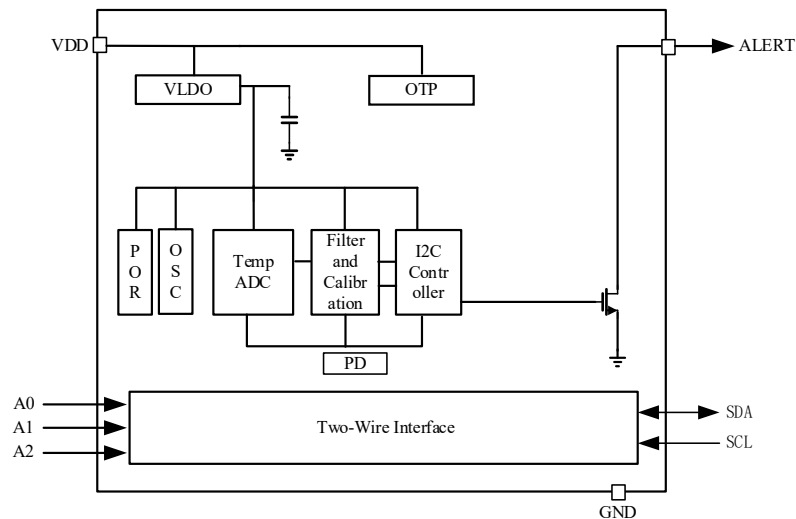 VDD
ALERT
VLDO
OTP
P
O
R
O
S
C
Temp
ADC
Filter
and
Calibr
ation
I2C
Contr
oller
PD
A0
A1
A2
Two-Wire Interface
SDA
SCL
GND